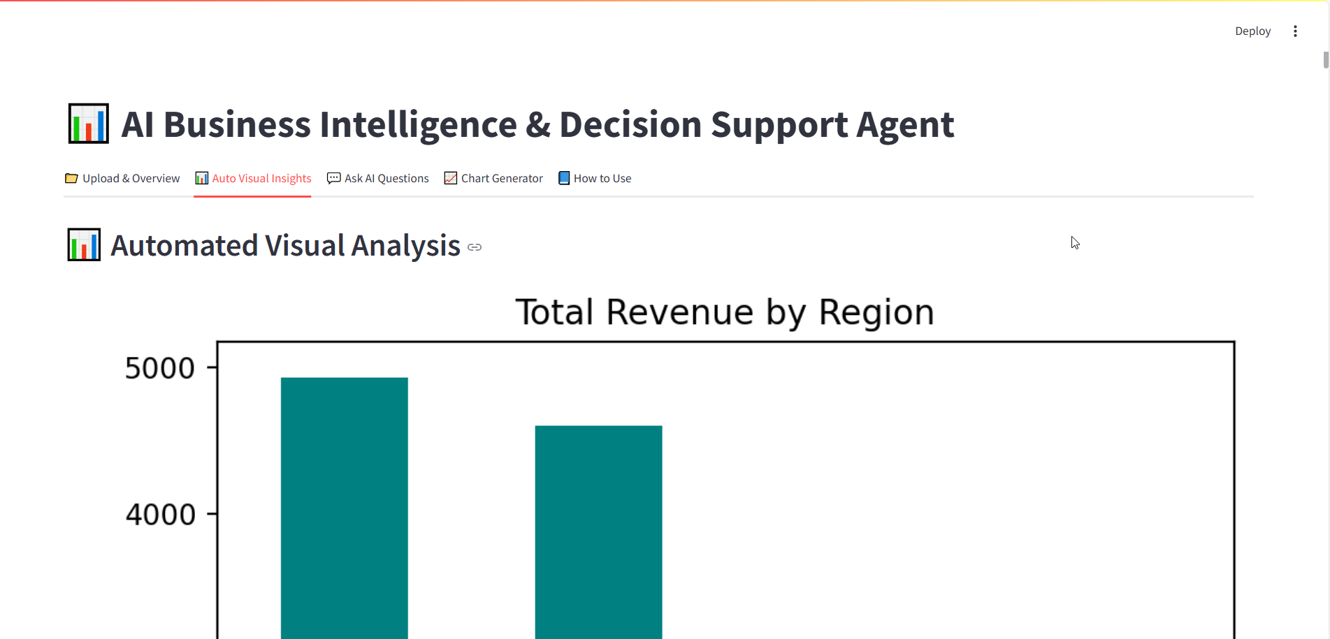 Deploy
AI Business Intelligence & Decision Support Agent
Upload & Overview Auto Visual Insights Ask AI Questions Chart Generator How to Use
Automated Visual Analysis
Total Revenue by Region
5000
4000